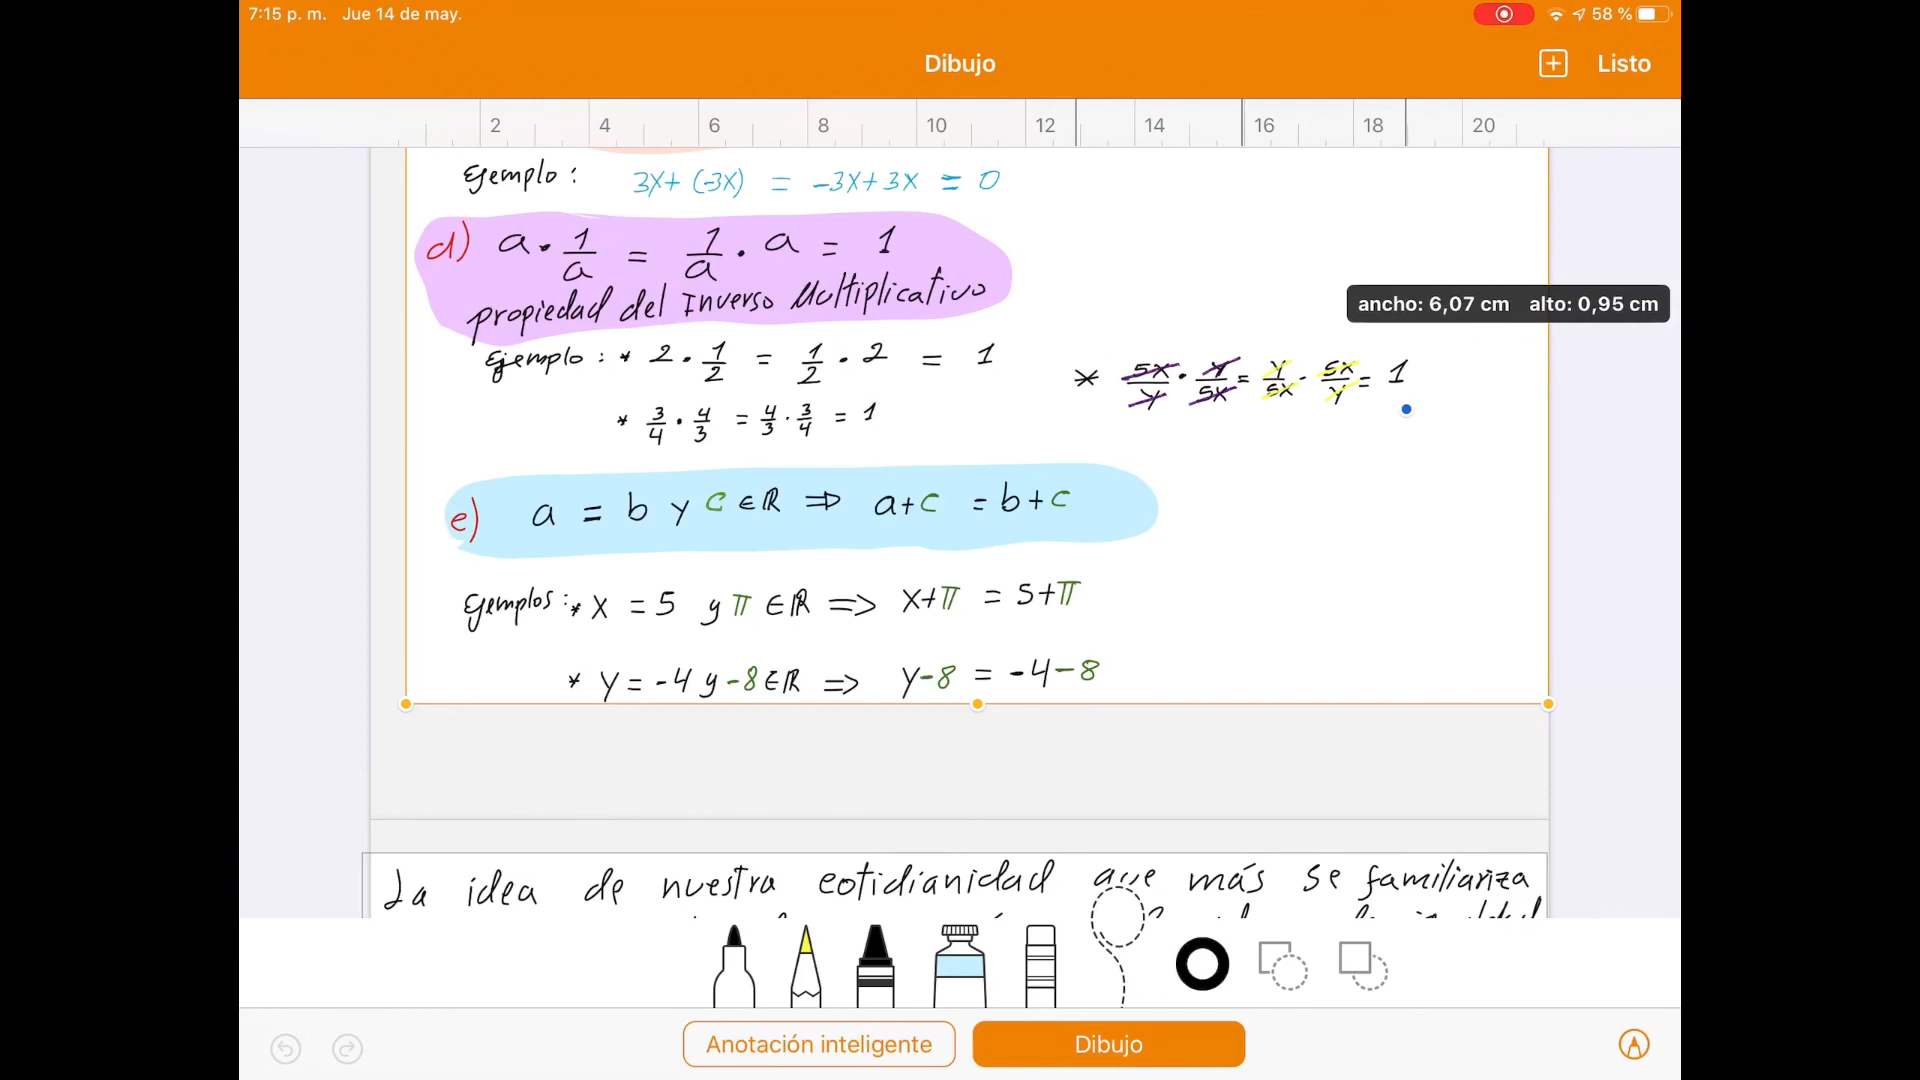 7:15 p. m. Jue 14 de may.
58 %
Dibujo
Listo
2 4 6 8 10 12 14 16 18 20
Ejemplo: 3X+(-3X) = -3X+3X = 0
d) a·1/a = 1/a·a = 1
propiedad del Inverso Multiplicativo
ancho: 6,07 cm alto: 0,95 cm
Ejemplo: * 2·1/2 = 1/2·2 = 1
* 5X/Y·Y/5X = Y/5X·5X/Y = 1
* 3/4·4/3 = 4/3·3/4 = 1
e) a = b y c ∈ ℝ ⇒ a+c = b+c
Ejemplos: * X = 5 y π ∈ ℝ ⇒ X+π = 5+π
* Y = -4 y -8 ∈ ℝ ⇒ Y-8 = -4-8
La idea de nuestra cotidianidad que más se familiariza
Anotación inteligente
Dibujo